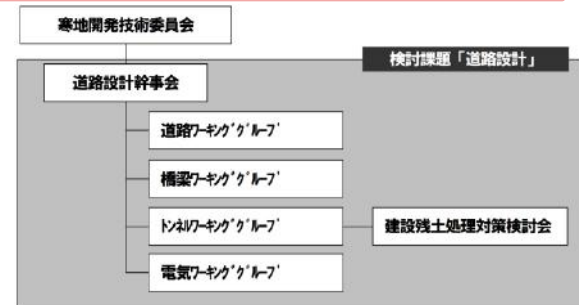 寒地開発技術委員会
検討課題「道路設計」
道路設計幹事会
道路ﾜｰｷﾝｸﾞｸﾞﾙｰﾌﾟ
橋梁ﾜｰｷﾝｸﾞｸﾞﾙｰﾌﾟ
ﾄﾝﾈﾙﾜｰｷﾝｸﾞｸﾞﾙｰﾌﾟ
建設残土処理対策検討会
電気ﾜｰｷﾝｸﾞｸﾞﾙｰﾌﾟ